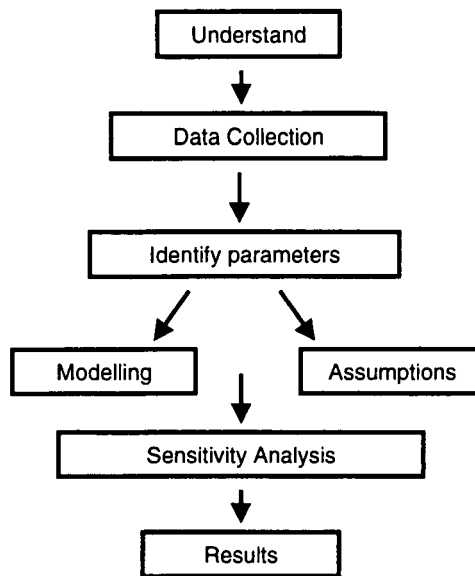 Understand
Data Collection
Identify parameters
Modelling
Assumptions
Sensitivity Analysis
Results